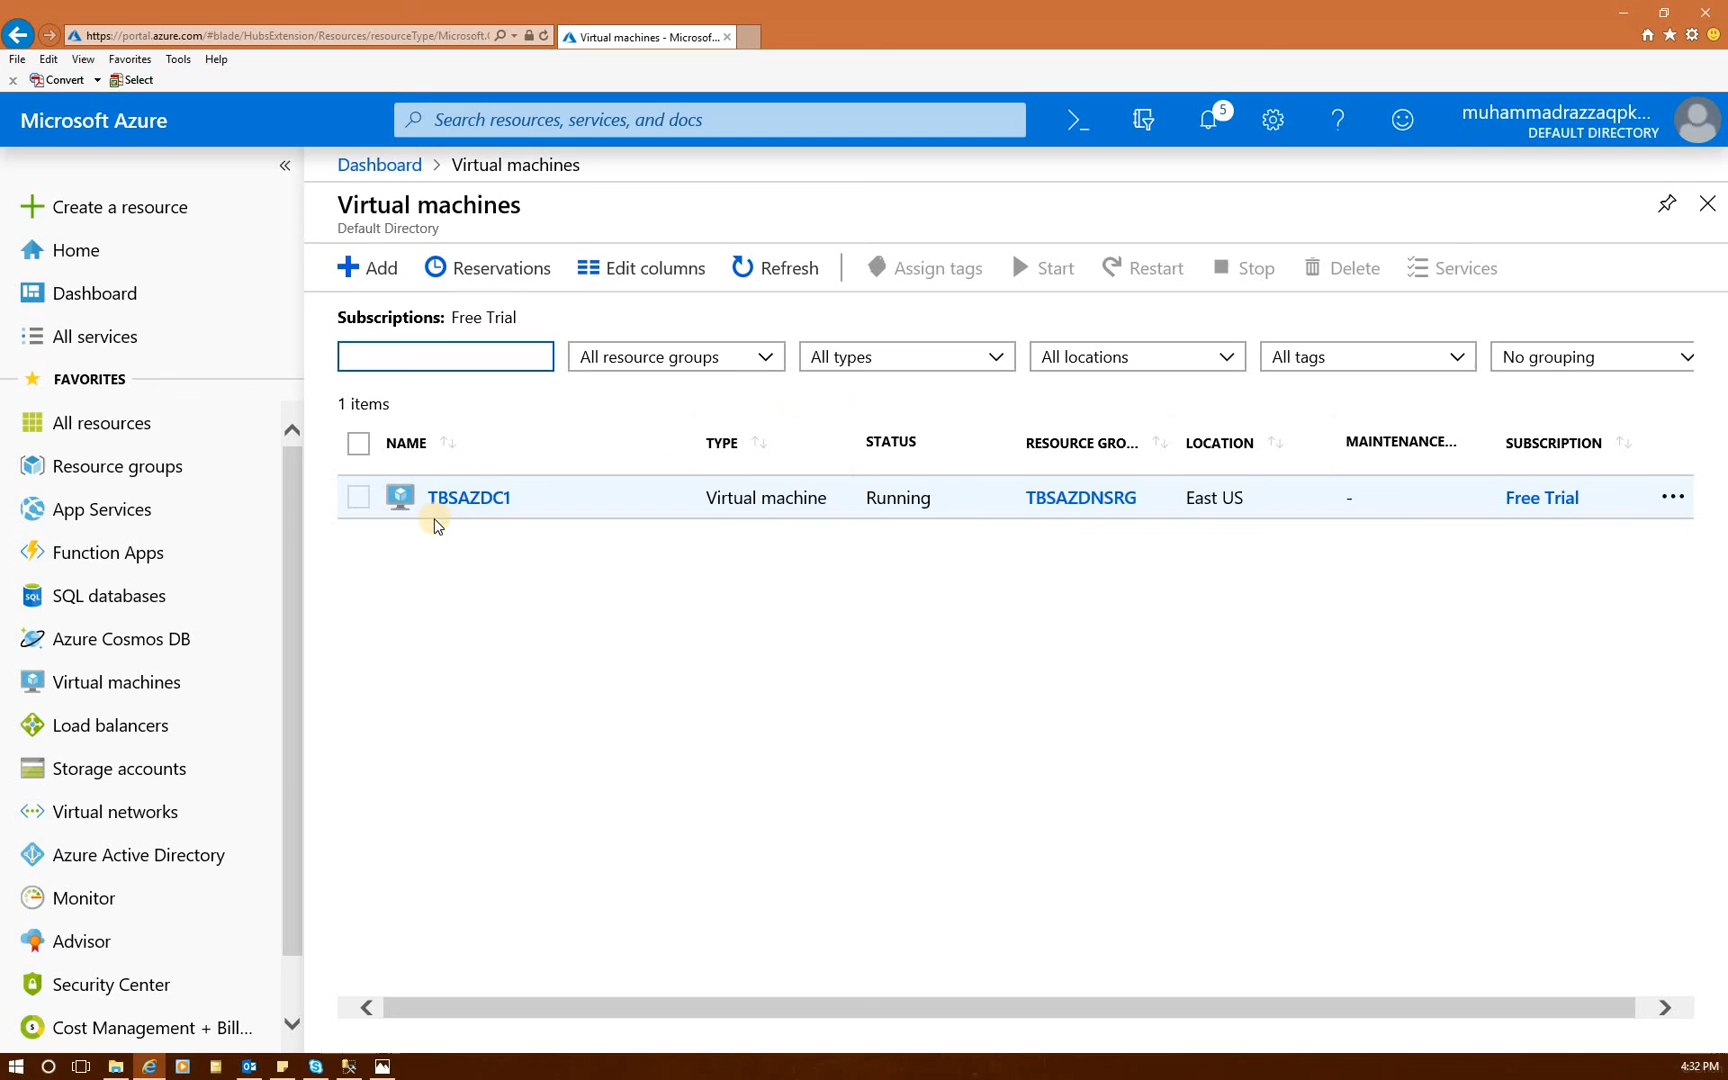 https://portal.azure.com/#blade/HubsExtension/Resources/resourceType/Microsoft.
Virtual machines - Microsof...
File Edit View Favorites Tools Help
x Convert Select
Microsoft Azure
Search resources, services, and docs
5
muhammadrazzaqpk...
DEFAULT DIRECTORY
«
Dashboard > Virtual machines
Create a resource
Home
Dashboard
All services
FAVORITES
All resources
Resource groups
App Services
Function Apps
SQL databases
Azure Cosmos DB
Virtual machines
Load balancers
Storage accounts
Virtual networks
Azure Active Directory
Monitor
Advisor
Security Center
Cost Management + Bill...
Virtual machines
Default Directory
Add Reservations Edit columns Refresh Assign tags Start Restart Stop Delete Services
Subscriptions: Free Trial
All resource groups All types All locations All tags No grouping
1 items
NAME TYPE STATUS RESOURCE GRO... LOCATION MAINTENANCE... SUBSCRIPTION
TBSAZDC1 Virtual machine Running TBSAZDNSRG East US - Free Trial ...
4:32 PM